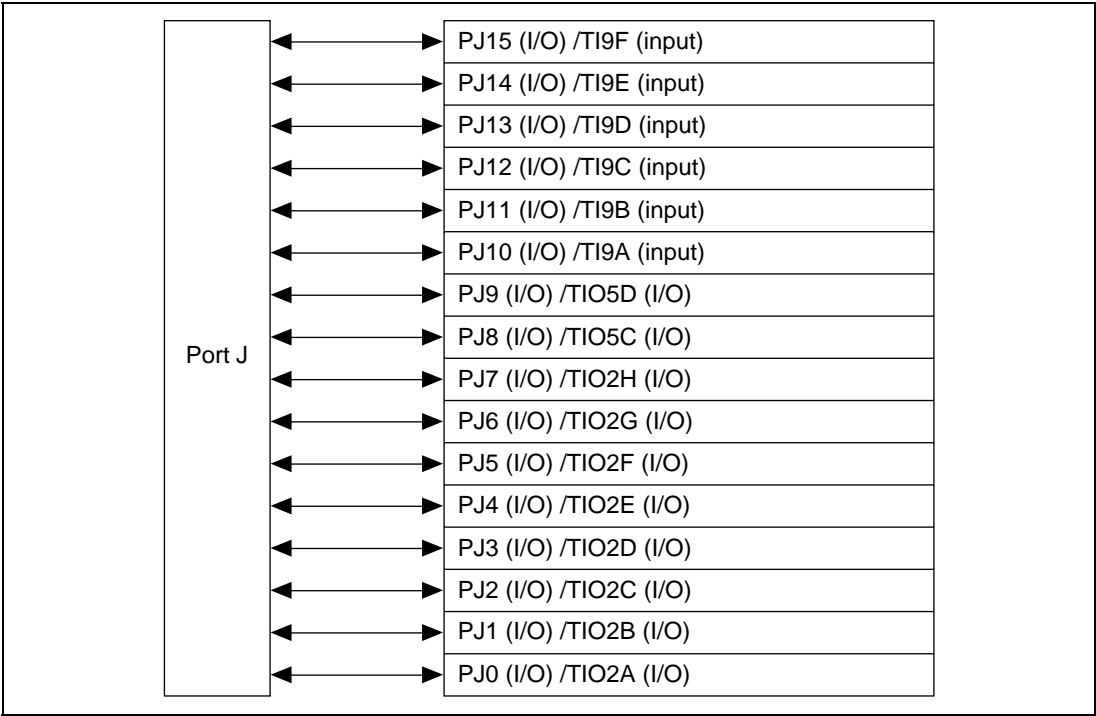 PJ15 (I/O) /TI9F (input)
PJ14 (I/O) /TI9E (input)
PJ13 (I/O) /TI9D (input)
PJ12 (I/O) /TI9C (input)
PJ11 (I/O) /TI9B (input)
PJ10 (I/O) /TI9A (input)
PJ9 (I/O) /TIO5D (I/O)
PJ8 (I/O) /TIO5C (I/O)
Port J
PJ7 (I/O) /TIO2H (I/O)
PJ6 (I/O) /TIO2G (I/O)
PJ5 (I/O) /TIO2F (I/O)
PJ4 (I/O) /TIO2E (I/O)
PJ3 (I/O) /TIO2D (I/O)
PJ2 (I/O) /TIO2C (I/O)
PJ1 (I/O) /TIO2B (I/O)
PJ0 (I/O) /TIO2A (I/O)